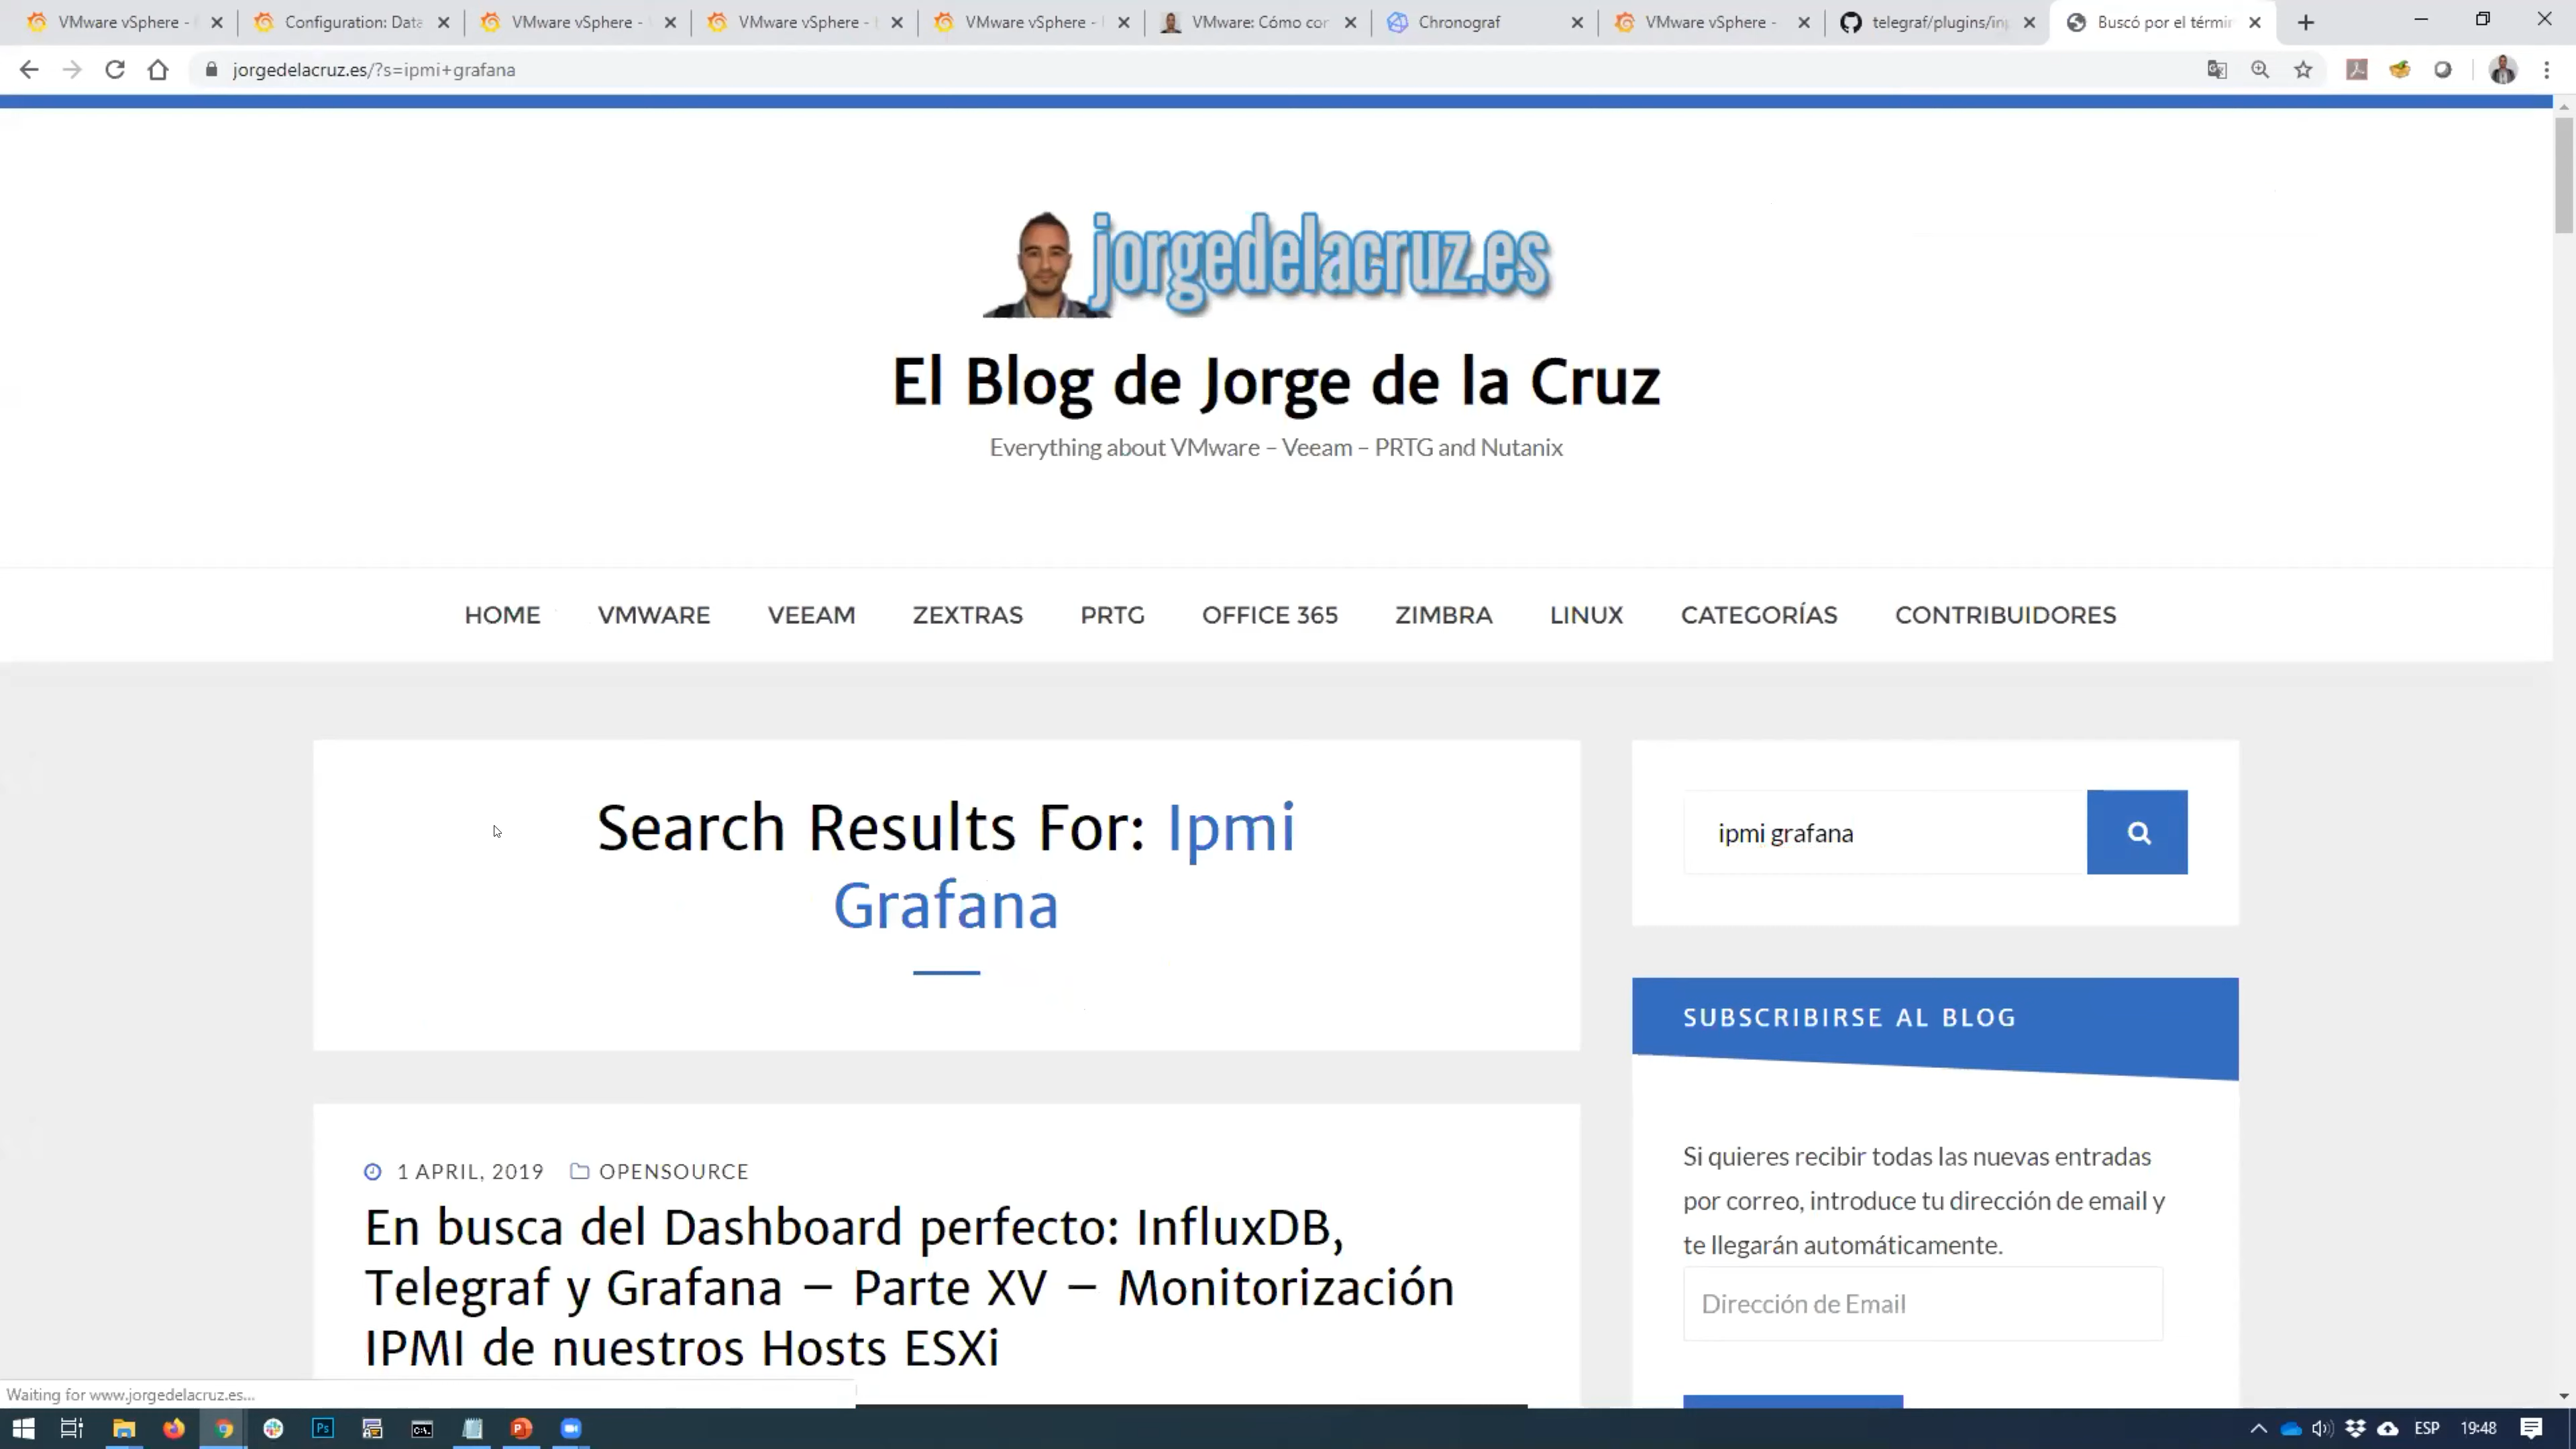 VMware vSphere -
Configuration: Data
VMware vSphere -
VMware vSphere -
VMware vSphere -
VMware: Cómo cor
Chronograf
VMware vSphere -
telegraf/plugins/inp
Buscó por el térmir
jorgedelacruz.es/?s=ipmi+grafana
jorgedelacruz.es
El Blog de Jorge de la Cruz
Everything about VMware – Veeam – PRTG and Nutanix
HOME VMWARE VEEAM ZEXTRAS PRTG OFFICE 365 ZIMBRA LINUX CATEGORÍAS CONTRIBUIDORES
Search Results For: Ipmi
Grafana
ipmi grafana
SUBSCRIBIRSE AL BLOG
Si quieres recibir todas las nuevas entradas
por correo, introduce tu dirección de email y
te llegarán automáticamente.
Dirección de Email
1 APRIL, 2019 OPENSOURCE
En busca del Dashboard perfecto: InfluxDB,
Telegraf y Grafana – Parte XV – Monitorización
IPMI de nuestros Hosts ESXi
Waiting for www.jorgedelacruz.es...
Ps
ESP 19:48